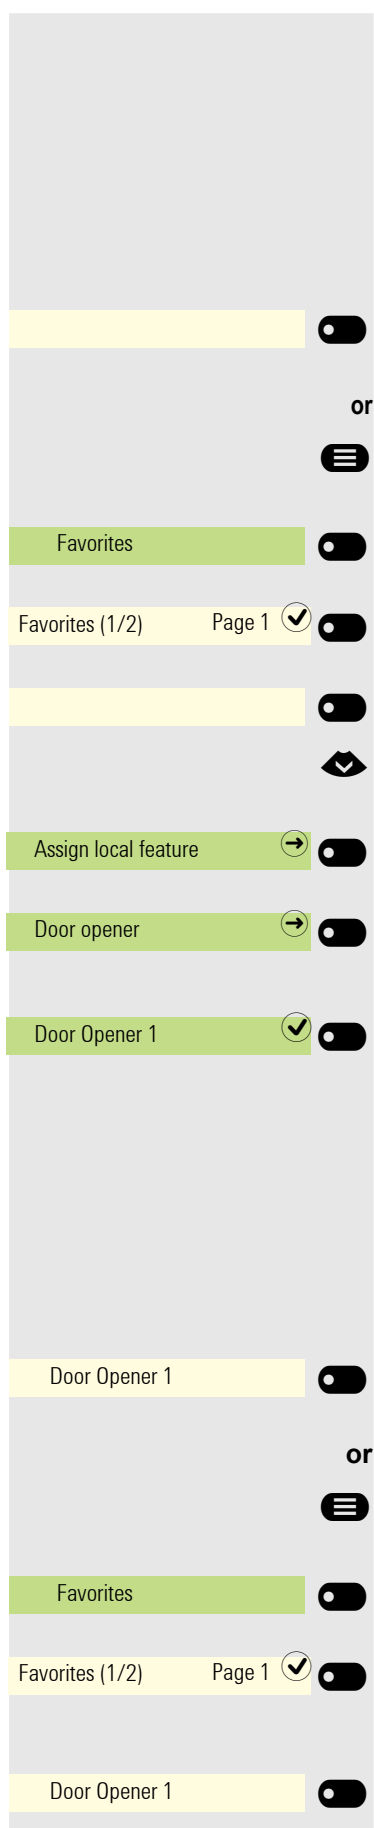 or
Favorites
Favorites (1/2) Page 1
Assign local feature
Door opener
Door Opener 1
Door Opener 1
or
Favorites
Favorites (1/2) Page 1
Door Opener 1